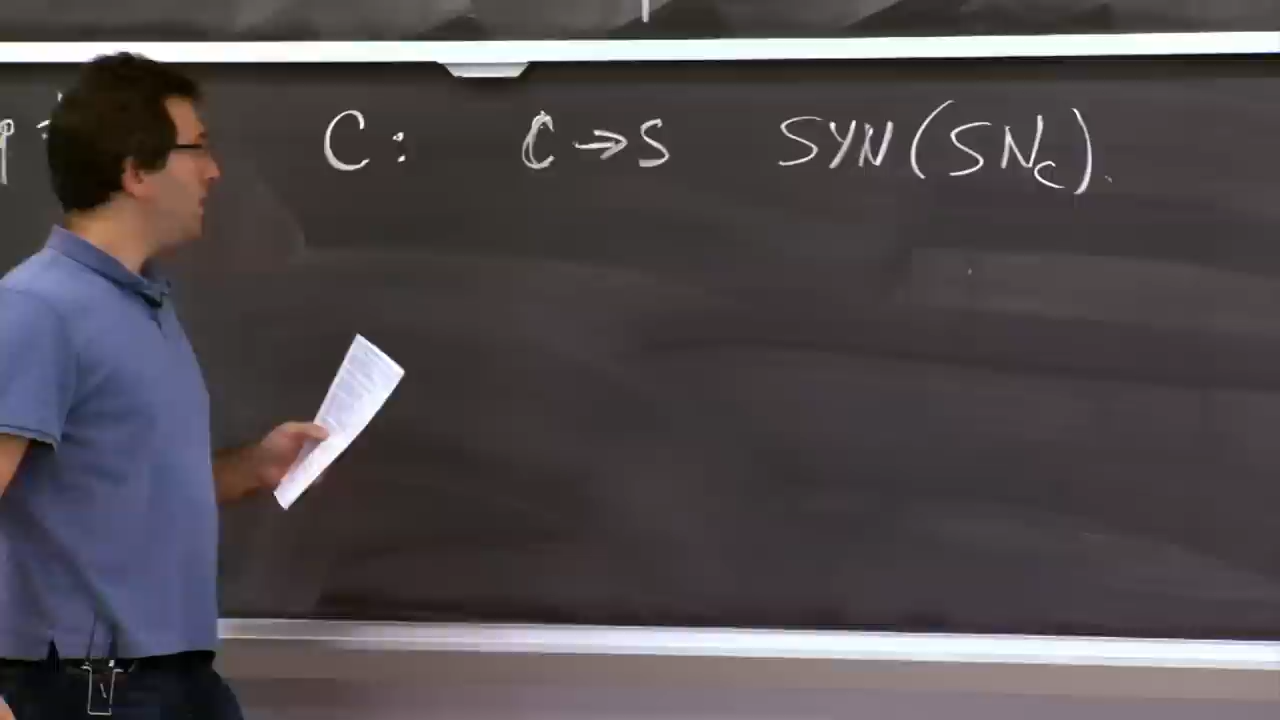 C: C → S SYN(SN_C).